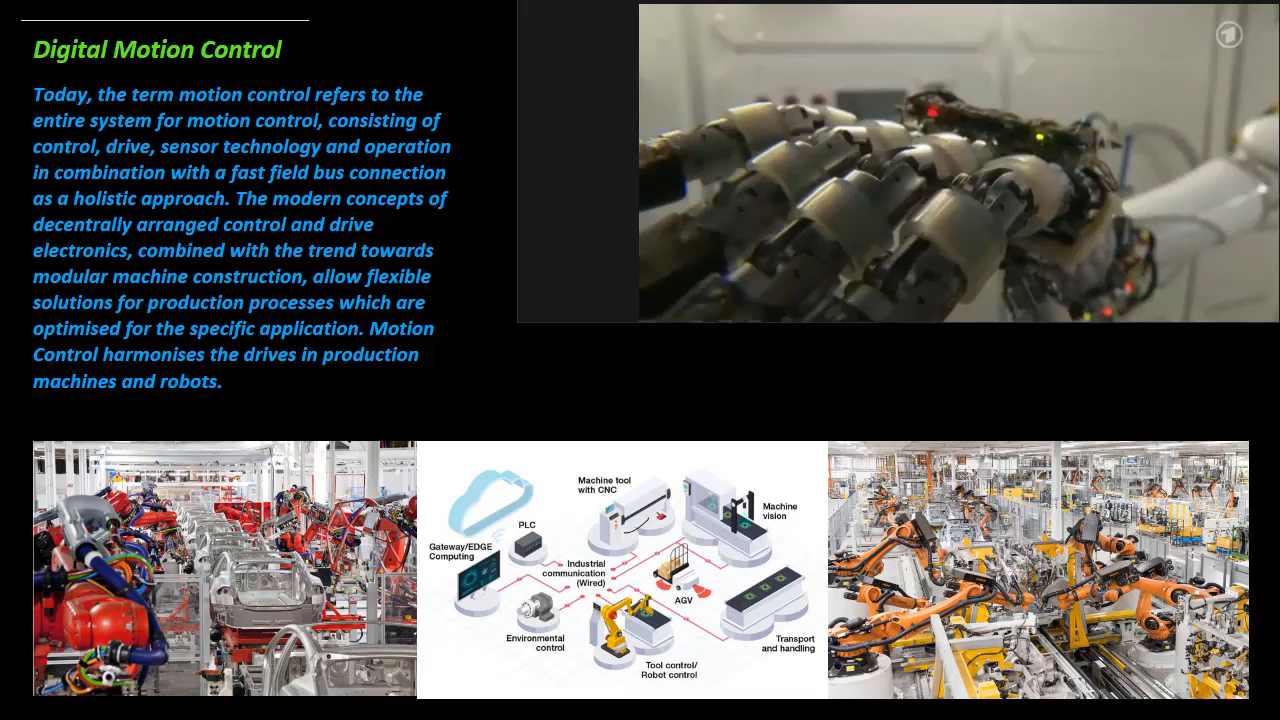 Digital Motion Control
Today, the term motion control refers to the
entire system for motion control, consisting of
control, drive, sensor technology and operation
in combination with a fast field bus connection
as a holistic approach. The modern concepts of
decentrally arranged control and drive
electronics, combined with the trend towards
modular machine construction, allow flexible
solutions for production processes which are
optimised for the specific application. Motion
Control harmonises the drives in production
machines and robots.
Machine tool
with CNC
Machine
vision
PLC
Gateway/EDGE
Computing
Industrial
communication
(Wired)
AGV
Environmental
control
Transport
and handling
Tool control/
Robot control